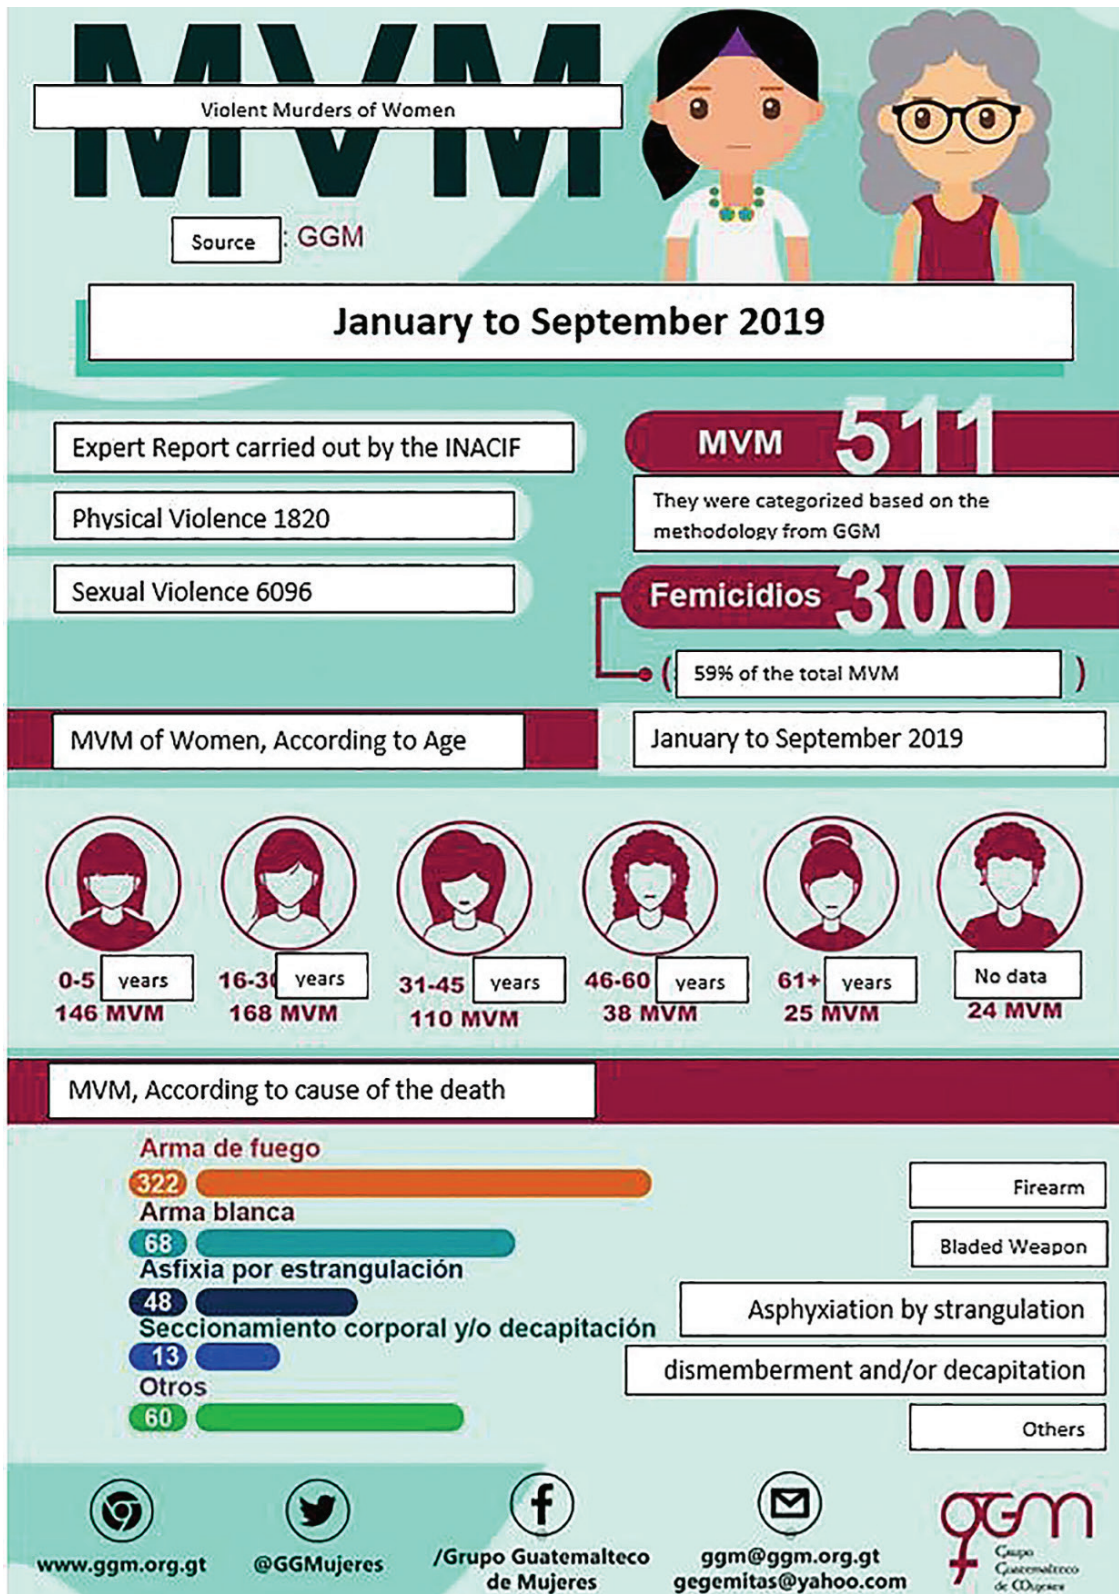 MVM
Violent Murders of Women
Source : GGM
January to September 2019
Expert Report carried out by the INACIF
Physical Violence 1820
Sexual Violence 6096
MVM 511
They were categorized based on the
methodology from GGM
Femicidios 300
( 59% of the total MVM )
MVM of Women, According to Age
January to September 2019
0-5 years
146 MVM
16-30 years
168 MVM
31-45 years
110 MVM
46-60 years
38 MVM
61+ years
25 MVM
No data
24 MVM
MVM, According to cause of the death
Arma de fuego
322
Firearm
Arma blanca
68
Bladed Weapon
Asfixia por estrangulación
48
Asphyxiation by strangulation
Seccionamiento corporal y/o decapitación
13
dismemberment and/or decapitation
Otros
60
Others
www.ggm.org.gt
@GGMujeres
/Grupo Guatemalteco
de Mujeres
ggm@ggm.org.gt
gegemitas@yahoo.com
ggm
Grupo
Guatemalteco
de Mujeres